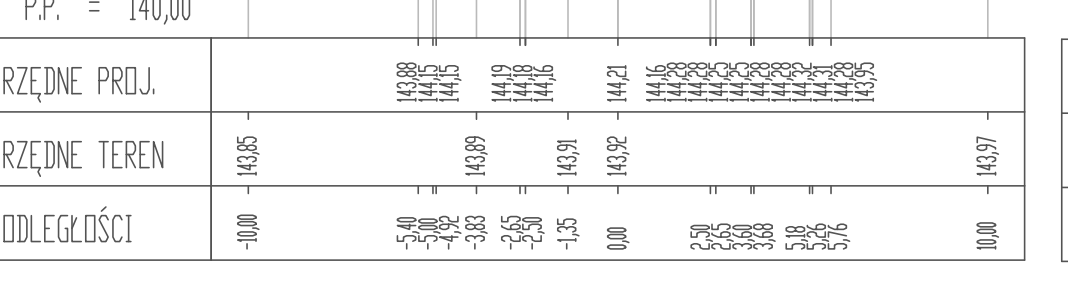 P.P. = 140,00
RZĘDNE PROJ. 143,88 144,15 144,15 144,19 144,18 144,16 144,21 144,16 144,28 144,28 144,25 144,25 144,28 144,28 144,32 144,31 144,28 143,95
RZĘDNE TEREN 143,85 143,89 143,91 143,92 143,97
ODLEGŁOŚCI -10,00 -5,40 -5,00 -4,92 -3,83 -2,65 -2,50 -1,35 0,00 2,50 2,65 3,60 3,68 5,18 5,26 5,76 10,00